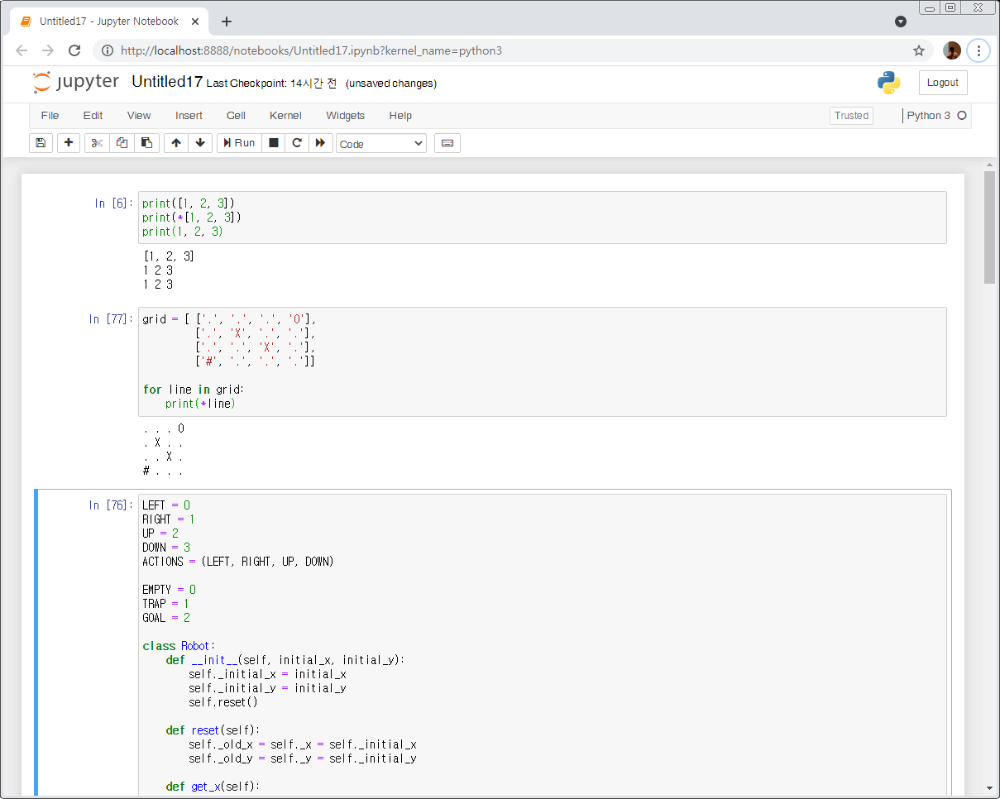 Untitled17 - Jupyter Notebook
http://localhost:8888/notebooks/Untitled17.ipynb?kernel_name=python3
jupyter Untitled17 Last Checkpoint: 14시간 전 (unsaved changes) Logout
File Edit View Insert Cell Kernel Widgets Help Trusted Python 3
Run Code
In [6]: print([1, 2, 3])
print(*[1, 2, 3])
print(1, 2, 3)
[1, 2, 3]
1 2 3
1 2 3
In [77]: grid = [ ['.', '.', '.', 'O'],
['.', 'X', '.', '.'],
['.', '.', 'X', '.'],
['#', '.', '.', '.']]
for line in grid:
print(*line)
. . . O
. X . .
. . X .
# . . .
In [76]: LEFT = 0
RIGHT = 1
UP = 2
DOWN = 3
ACTIONS = (LEFT, RIGHT, UP, DOWN)
EMPTY = 0
TRAP = 1
GOAL = 2
class Robot:
def __init__(self, initial_x, initial_y):
self._initial_x = initial_x
self._initial_y = initial_y
self.reset()
def reset(self):
self._old_x = self._x = self._initial_x
self._old_y = self._y = self._initial_y
def get_x(self):